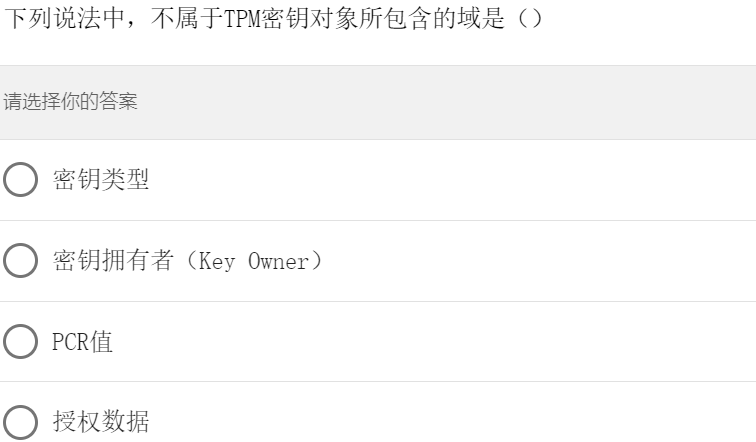 下列说法中，不属于TPM密钥对象所包含的域是（）
请选择你的答案
密钥类型
密钥拥有者（Key Owner）
PCR值
授权数据